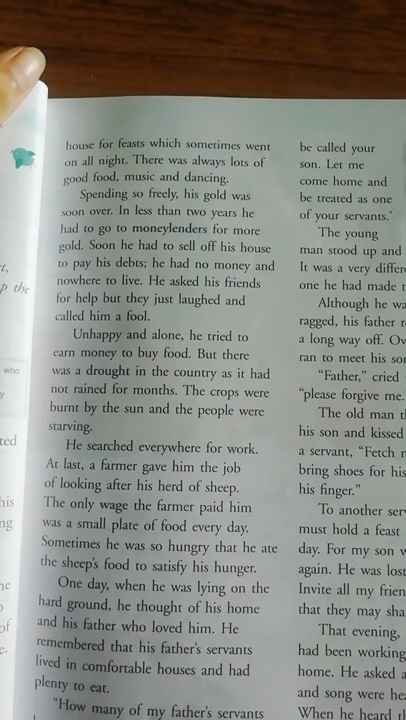 house for feasts which sometimes went
on all night. There was always lots of
good food, music and dancing.
Spending so freely, his gold was
soon over. In less than two years he
had to go to moneylenders for more
gold. Soon he had to sell off his house
to pay his debts; he had no money and
nowhere to live. He asked his friends
for help but they just laughed and
called him a fool.
Unhappy and alone, he tried to
earn money to buy food. But there
was a drought in the country as it had
not rained for months. The crops were
burnt by the sun and the people were
starving.
He searched everywhere for work.
At last, a farmer gave him the job
of looking after his herd of sheep.
The only wage the farmer paid him
was a small plate of food every day.
Sometimes he was so hungry that he ate
the sheep's food to satisfy his hunger.
One day, when he was lying on the
hard ground, he thought of his home
and his father who loved him. He
remembered that his father's servants
lived in comfortable houses and had
plenty to eat.
"How many of my father's servants
be called your
son. Let me
come home and
be treated as one
of your servants.'
The young
man stood up and
It was a very
one he had made
Although he
ragged, his father
a long way off.
ran to meet his
"Father," cried
"please forgive me.
The old man
his son and kissed
a servant, "Fetch
bring shoes for his
his finger."
To another
must hold a feast
day. For my son
again. He was lost
Invite all my
that they may
That evening,
had been working
home. He asked
and song were
When he heard
the
who